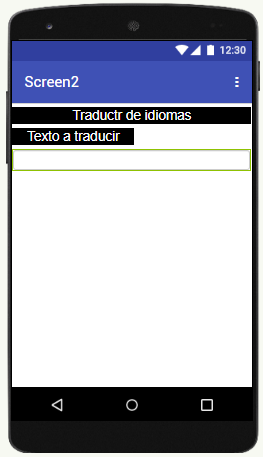 12:30
Screen2
Traductr de idiomas
Texto a traducir